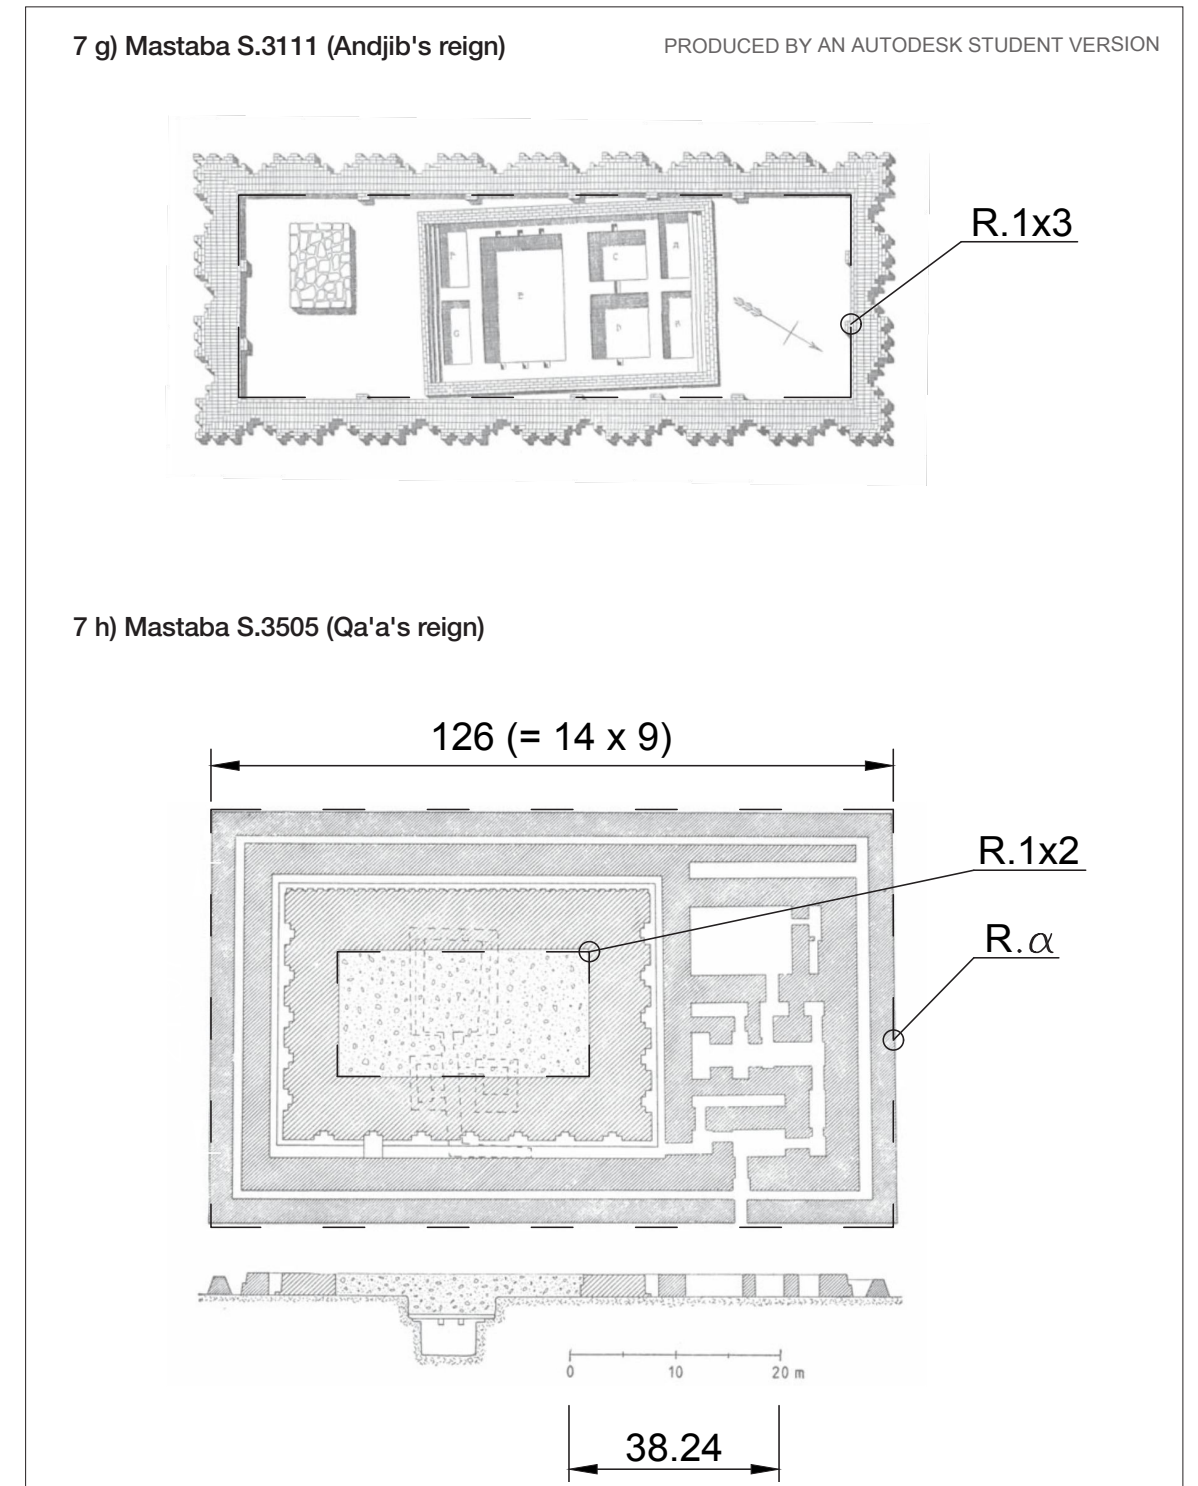 7 g) Mastaba S.3111 (Andjib's reign)
PRODUCED BY AN AUTODESK STUDENT VERSION
R.1x3
C
D
7 h) Mastaba S.3505 (Qa'a's reign)
126 (= 14 x 9)
R.1x2
R.α
0 10 20 m
38.24